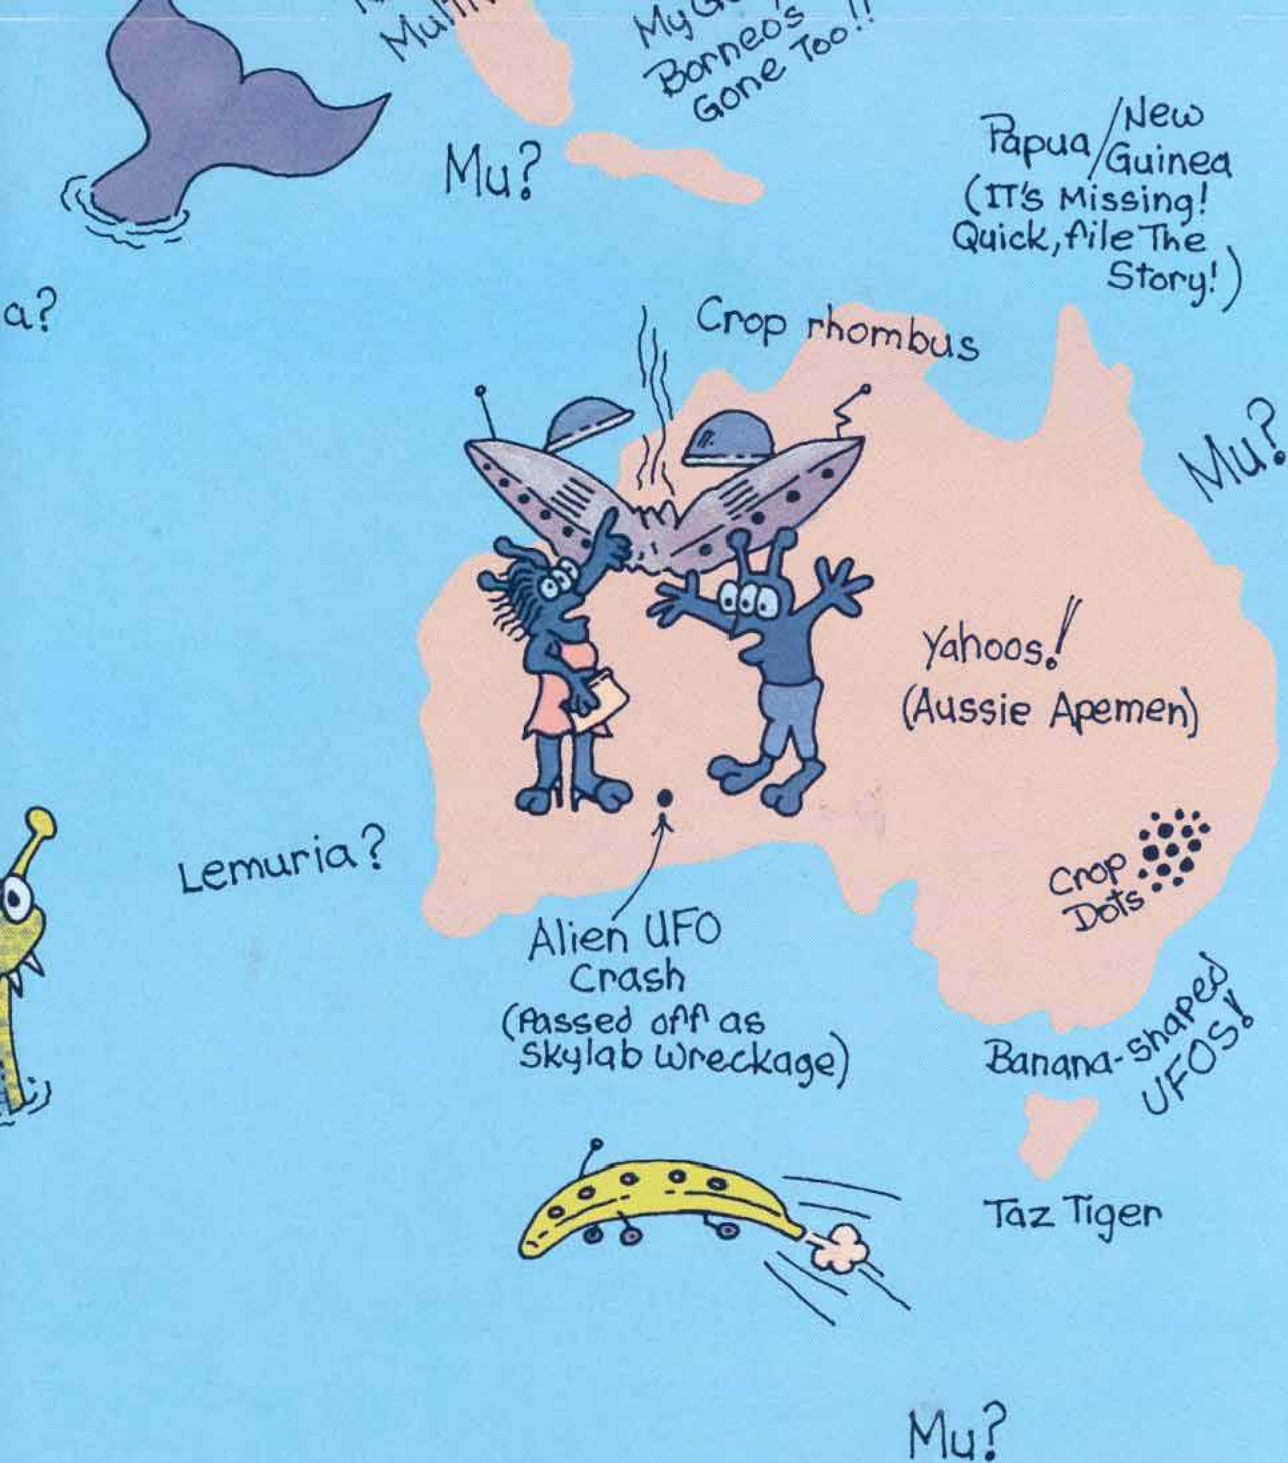 My
Borneo's
Gone Too!!
Mu?
Papua/New
Guinea
(IT's Missing!
Quick, file The
Story!)
a?
Crop rhombus
Mu?
Yahoos!
(Aussie Apemen)
Lemuria?
Crop
Dots
Alien UFO
Crash
(Passed off as
Skylab Wreckage)
Banana-shaped
UFOS!
Taz Tiger
Mu?